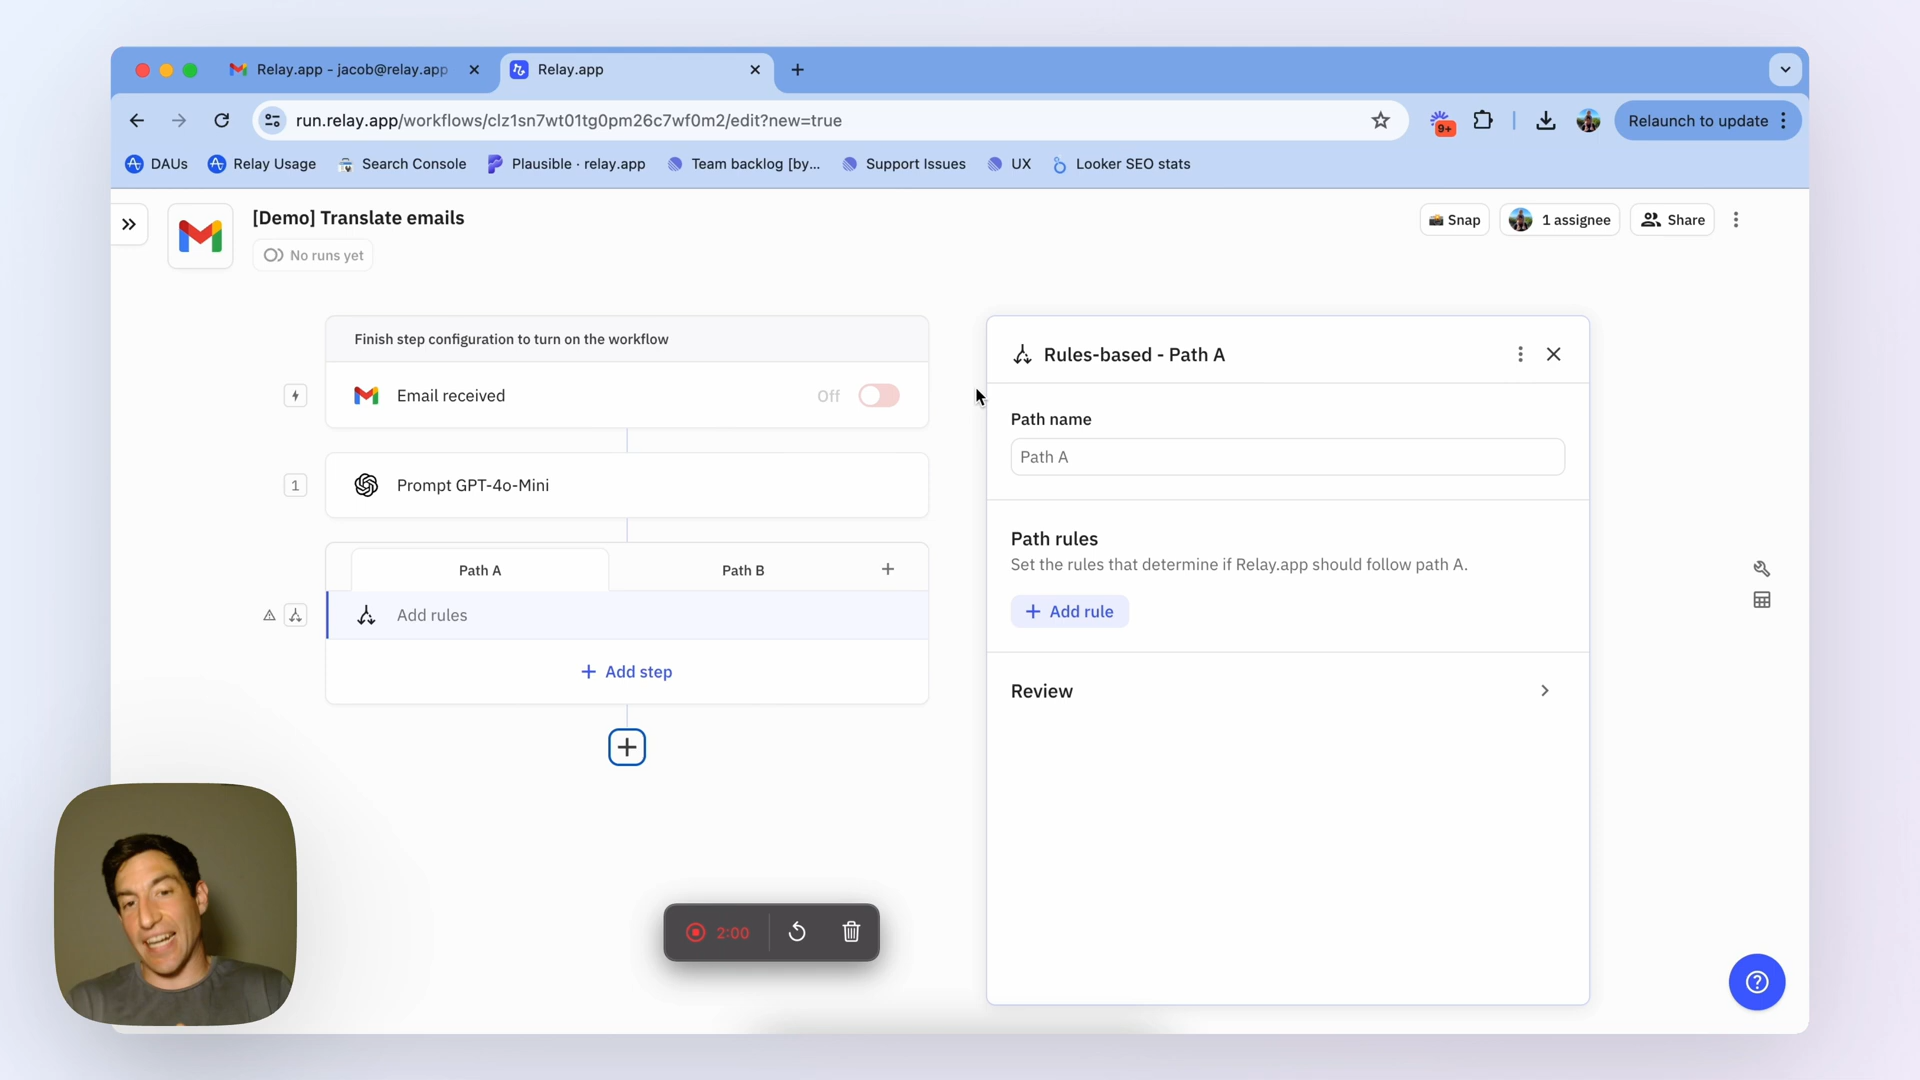 Relay.app - jacob@relay.app
Relay.app
run.relay.app/workflows/clz1sn7wt01tg0pm26c7wf0m2/edit?new=true
9+
Relaunch to update
DAUs
Relay Usage
Search Console
Plausible · relay.app
Team backlog [by...
Support Issues
UX
Looker SEO stats
[Demo] Translate emails
No runs yet
Snap
1 assignee
Share
Finish step configuration to turn on the workflow
Email received
Off
1
Prompt GPT-4o-Mini
Path A
Path B
Add rules
Add step
Rules-based - Path A
Path name
Path A
Path rules
Set the rules that determine if Relay.app should follow path A.
Add rule
Review
2:00